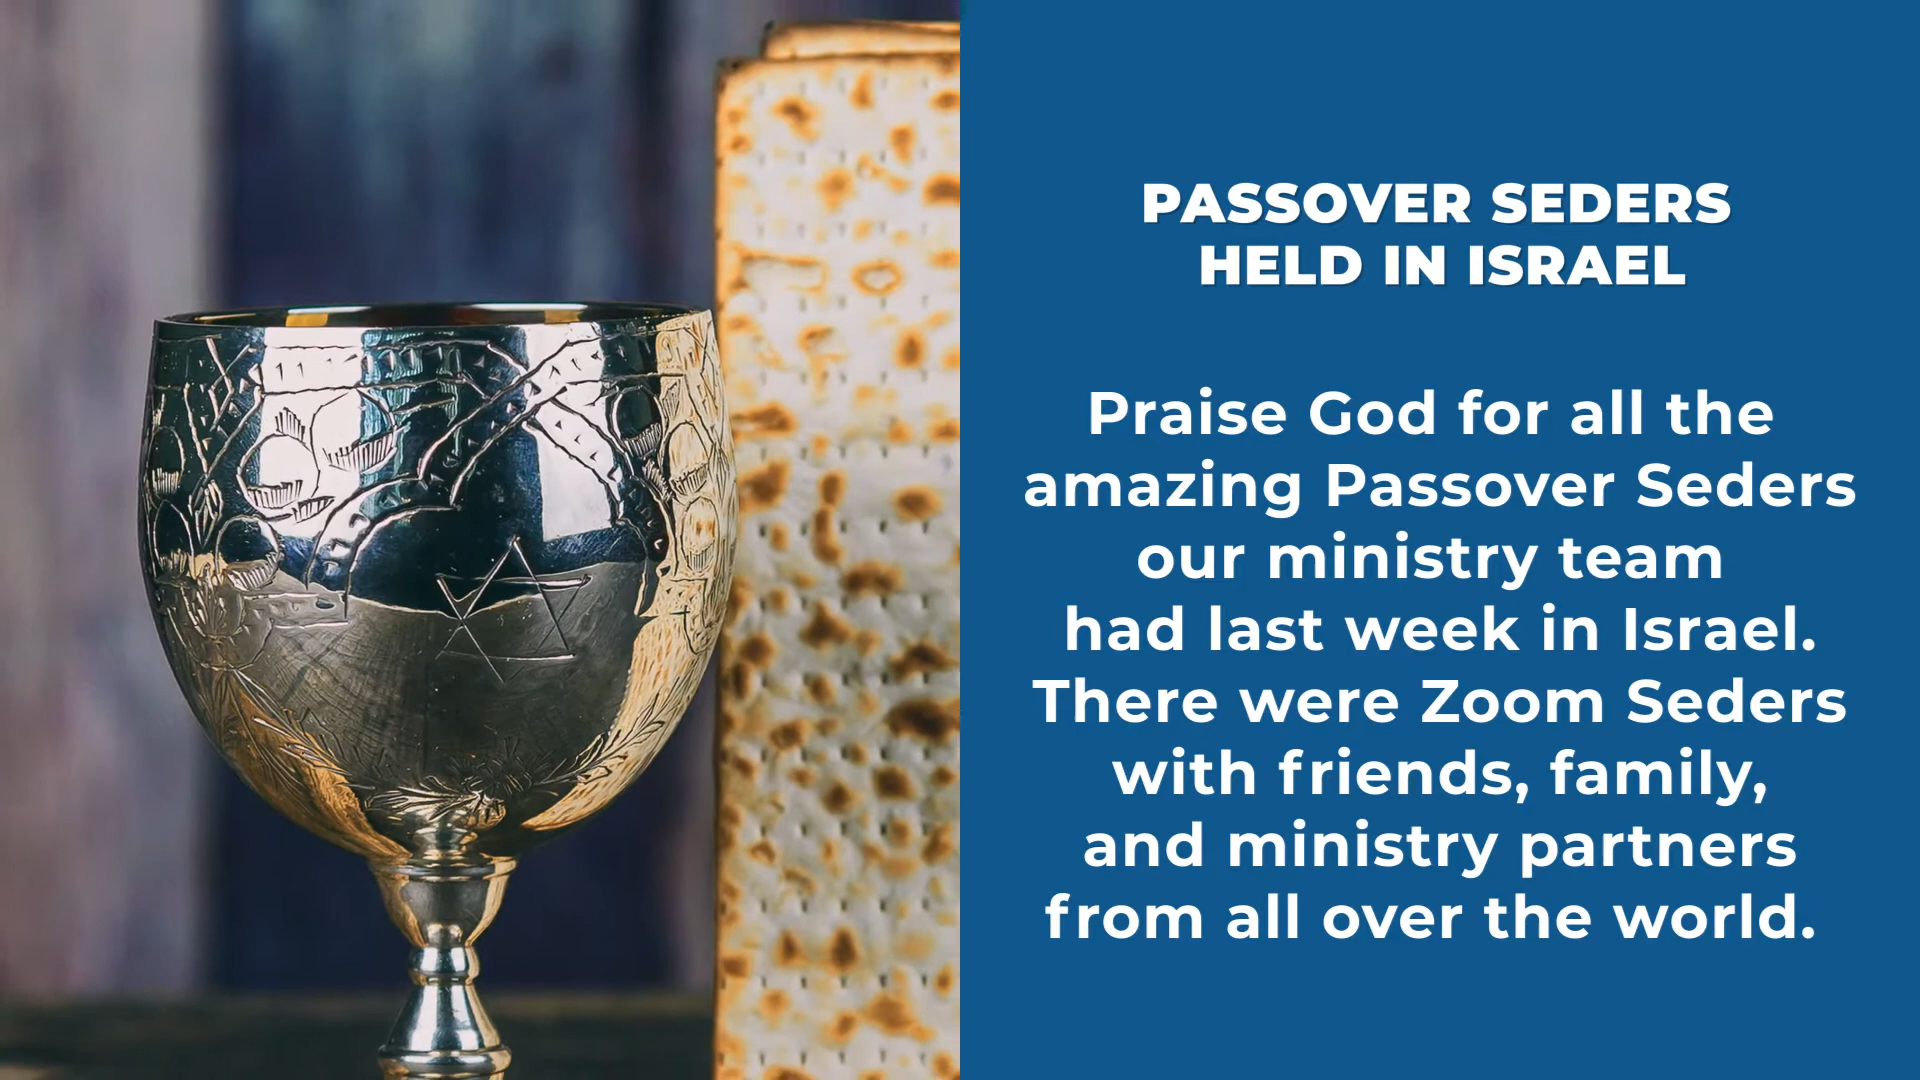 PASSOVER SEDERS
HELD IN ISRAEL
Praise God for all the
amazing Passover Seders
our ministry team
had last week in Israel.
There were Zoom Seders
with friends, family,
and ministry partners
from all over the world.